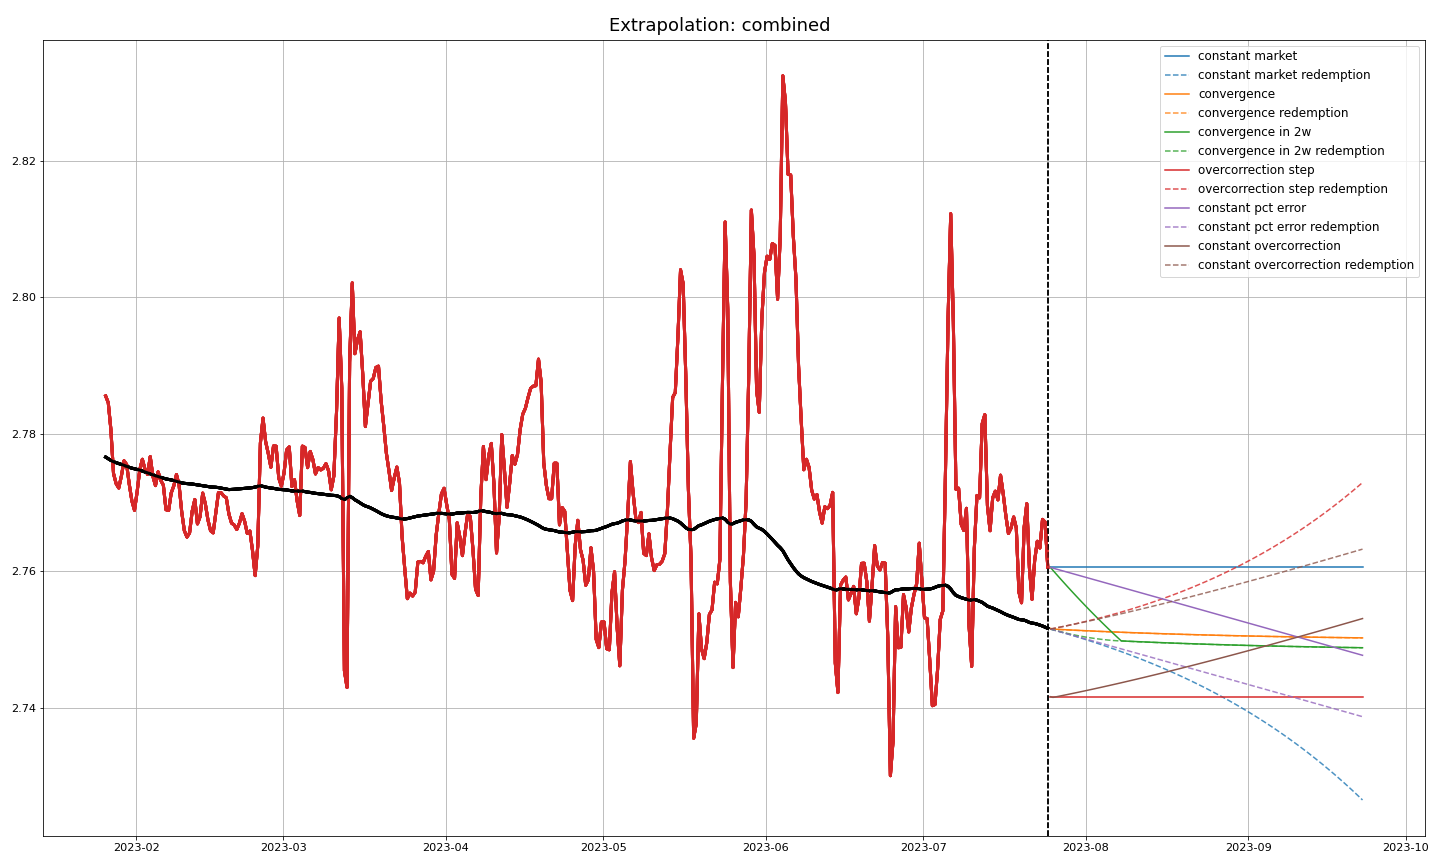 Extrapolation: combined
constant market
constant market redemption
convergence
convergence redemption
convergence in 2w
convergence in 2w redemption
overcorrection step
overcorrection step redemption
constant pct error
constant pct error redemption
constant overcorrection
constant overcorrection redemption
2.82
2.80
2.78
2.76
2.74
2023-02
2023-03
2023-04
2023-05
2023-06
2023-07
2023-08
2023-09
2023-10